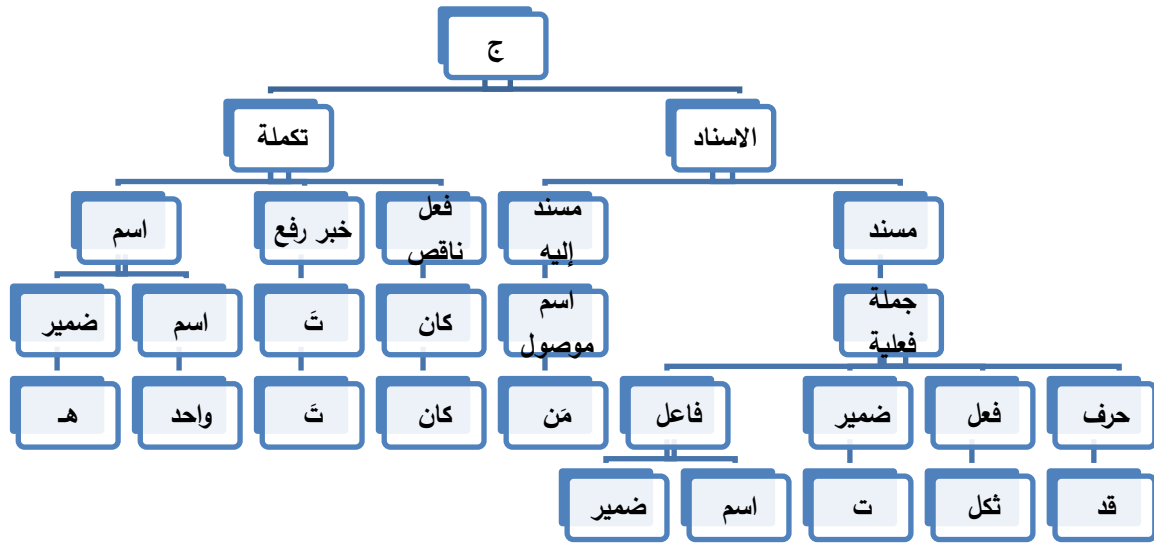 ج
الاسناد
تكملة
مسند
مسند
إليه
فعل
ناقص
خبر رفع
اسم
جملة
فعلية
اسم
موصول
كان
تَ
اسم
ضمير
حرف
فعل
ضمير
فاعل
مَن
كان
تَ
واحد
هـ
قد
ثكل
ت
اسم
ضمير